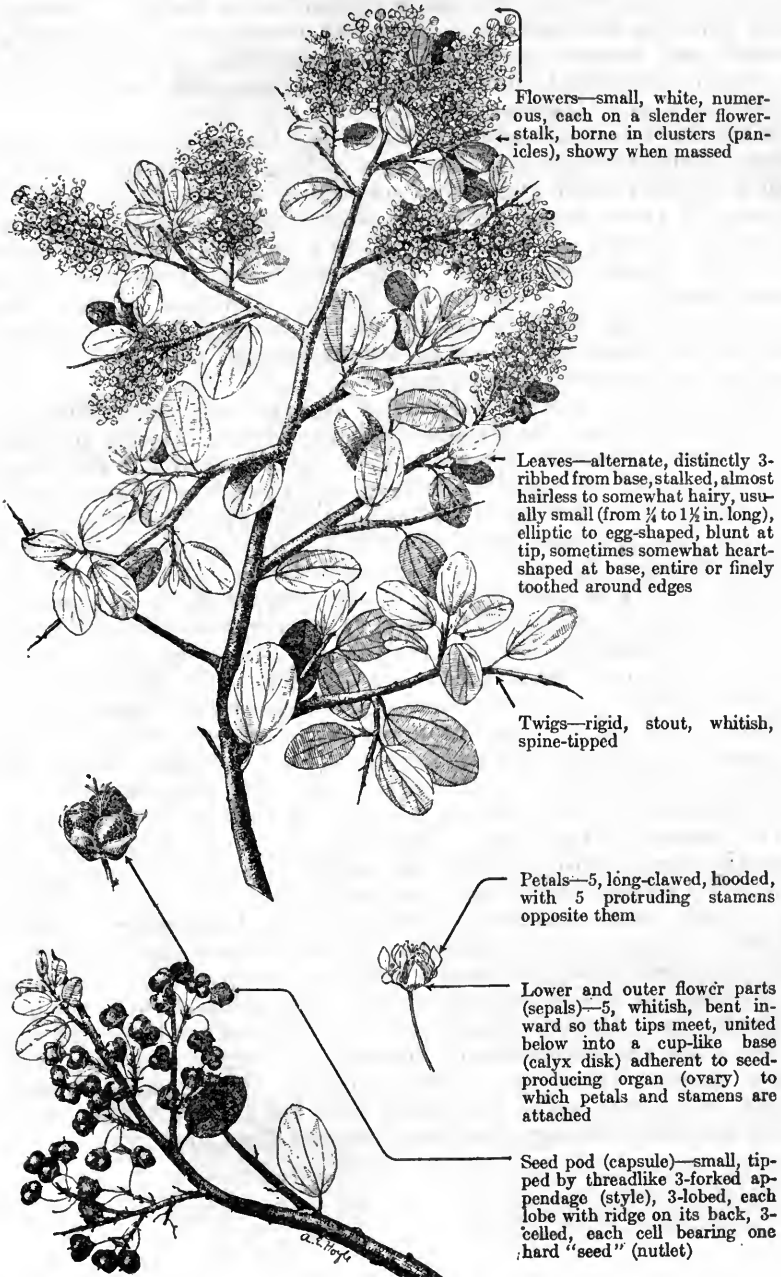 Flowers—small, white, numer-
ous, each on a slender flower-
stalk, borne in clusters (pan-
icles), showy when massed
Leaves—alternate, distinctly 3-
ribbed from base, stalked, almost
hairless to somewhat hairy, usu-
ally small (from ¼ to 1½ in. long),
elliptic to egg-shaped, blunt at
tip, sometimes somewhat heart-
shaped at base, entire or finely
toothed around edges
Twigs—rigid, stout, whitish,
spine-tipped
Petals—5, long-clawed, hooded,
with 5 protruding stamens
opposite them
Lower and outer flower parts
(sepals)—5, whitish, bent in-
ward so that tips meet, united
below into a cup-like base
(calyx disk) adherent to seed-
producing organ (ovary) to
which petals and stamens are
attached
Seed pod (capsule)—small, tip-
ped by threadlike 3-forked ap-
pendage (style), 3-lobed, each
lobe with ridge on its back, 3-
celled, each cell bearing one
hard "seed" (nutlet)
A.E. Hoyle